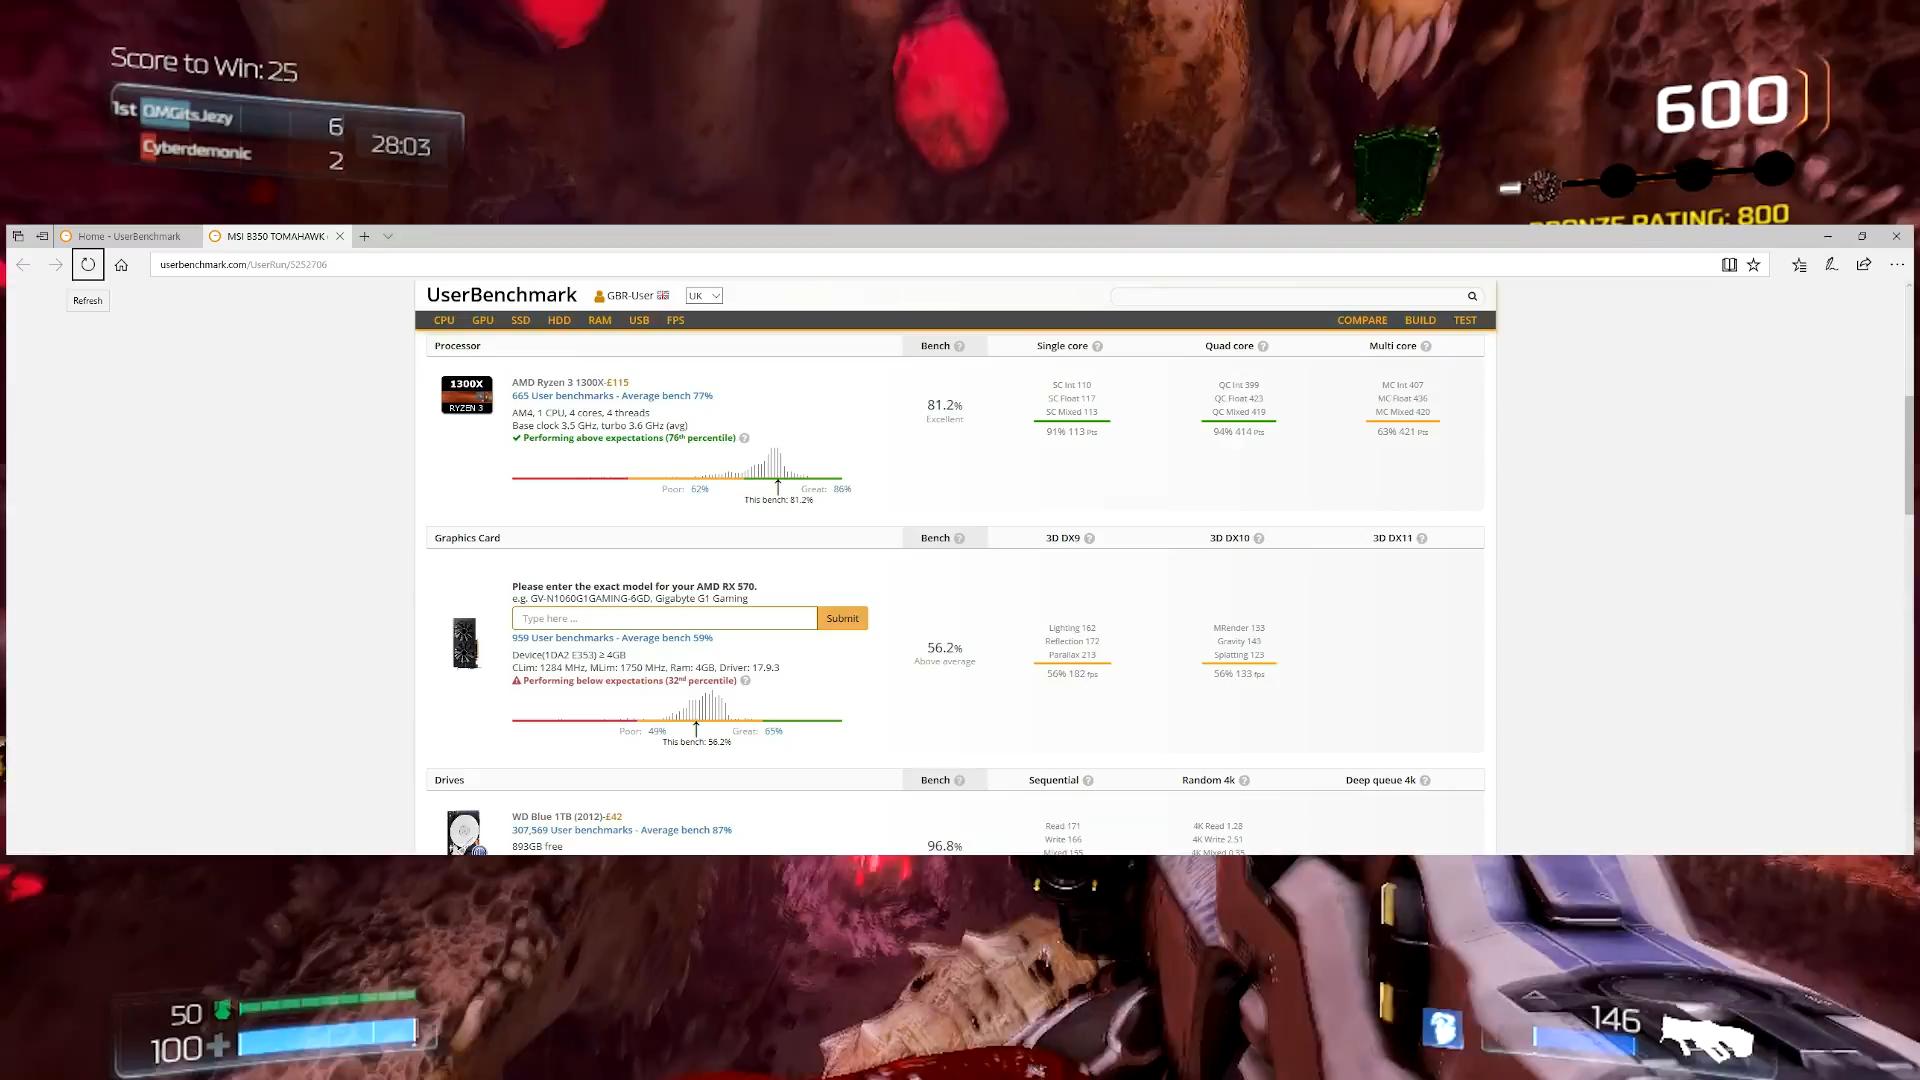 Score to Win: 25
1st OMGitsJezy 6
Cyberdemonic 2
28:03
600
BRONZE RATING: 800
Home - UserBenchmark
MSI B350 TOMAHAWK
userbenchmark.com/UserRun/5252706
Refresh
UserBenchmark GBR-User UK
CPU GPU SSD HDD RAM USB FPS COMPARE BUILD TEST
Processor Bench Single core Quad core Multi core
1300X
RYZEN 3
AMD Ryzen 3 1300X-£115
665 User benchmarks - Average bench 77%
AM4, 1 CPU, 4 cores, 4 threads
Base clock 3.5 GHz, turbo 3.6 GHz (avg)
Performing above expectations (76th percentile)
Poor: 62% Great: 86%
This bench: 81.2%
81.2%
Excellent
SC Int 110
SC Float 117
SC Mixed 113
91% 113 Pts
QC Int 399
QC Float 423
QC Mixed 419
94% 414 Pts
MC Int 407
MC Float 436
MC Mixed 420
63% 421 Pts
Graphics Card Bench 3D DX9 3D DX10 3D DX11
Please enter the exact model for your AMD RX 570.
e.g. GV-N1060G1GAMING-6GD, Gigabyte G1 Gaming
Type here ... Submit
959 User benchmarks - Average bench 59%
Device(1DA2 E353) ≥ 4GB
CLim: 1284 MHz, MLim: 1750 MHz, Ram: 4GB, Driver: 17.9.3
Performing below expectations (32nd percentile)
Poor: 49% Great: 65%
This bench: 56.2%
56.2%
Above average
Lighting 162
Reflection 172
Parallax 213
56% 182 fps
MRender 133
Gravity 143
Splatting 123
56% 133 fps
Drives Bench Sequential Random 4k Deep queue 4k
WD Blue 1TB (2012)-£42
307,569 User benchmarks - Average bench 87%
893GB free
96.8%
Read 171
Write 166
Mixed 155
4K Read 1.28
4K Write 2.51
4K Mixed 0.35
50
100
146